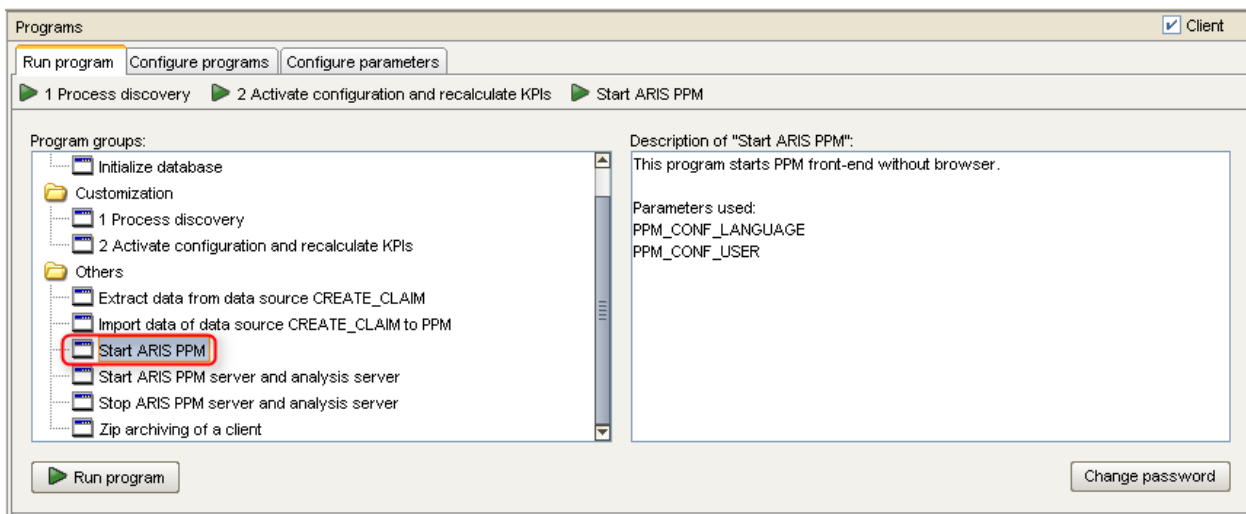 Programs
Client
Run program
Configure programs
Configure parameters
1 Process discovery
2 Activate configuration and recalculate KPIs
Start ARIS PPM
Program groups:
Initialize database
Customization
1 Process discovery
2 Activate configuration and recalculate KPIs
Others
Extract data from data source CREATE_CLAIM
Import data of data source CREATE_CLAIM to PPM
Start ARIS PPM
Start ARIS PPM server and analysis server
Stop ARIS PPM server and analysis server
Zip archiving of a client
Description of "Start ARIS PPM":
This program starts PPM front-end without browser.
Parameters used:
PPM_CONF_LANGUAGE
PPM_CONF_USER
Run program
Change password